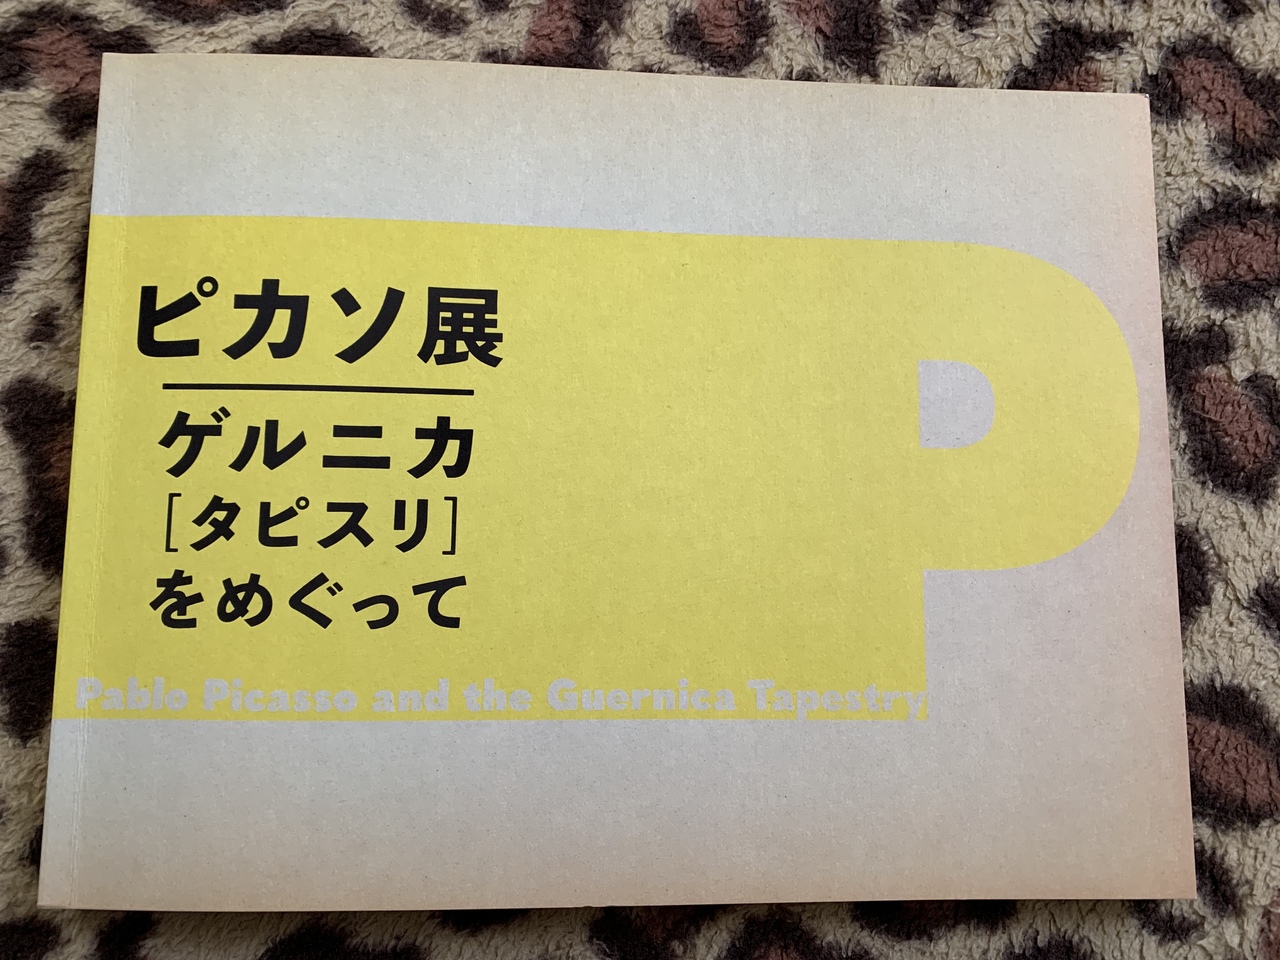 ピカソ展
ゲルニカ
[タピスリ]
をめぐって
Pablo Picasso and the Guernica Tapestry
P